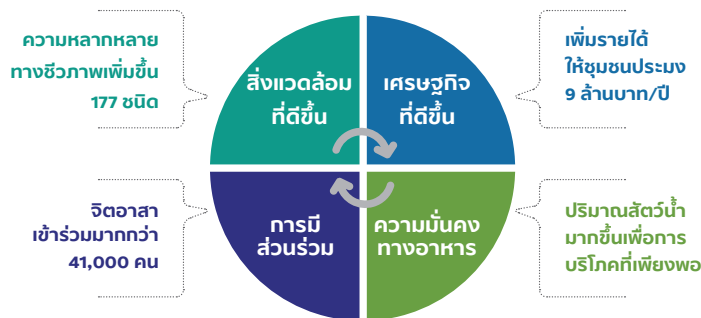 ความหลากหลาย
ทางชีวภาพเพิ่มขึ้น
177 ชนิด
สิ่งแวดล้อม
ที่ดีขึ้น
เศรษฐกิจ
ที่ดีขึ้น
เพิ่มรายได้
ให้ชุมชนประมง
9 ล้านบาท/ปี
จิตอาสา
เข้าร่วมมากกว่า
41,000 คน
การมี
ส่วนร่วม
ความมั่นคง
ทางอาหาร
ปริมาณสัตว์น้ำ
มากขึ้นเพื่อการ
บริโภคที่เพียงพอ